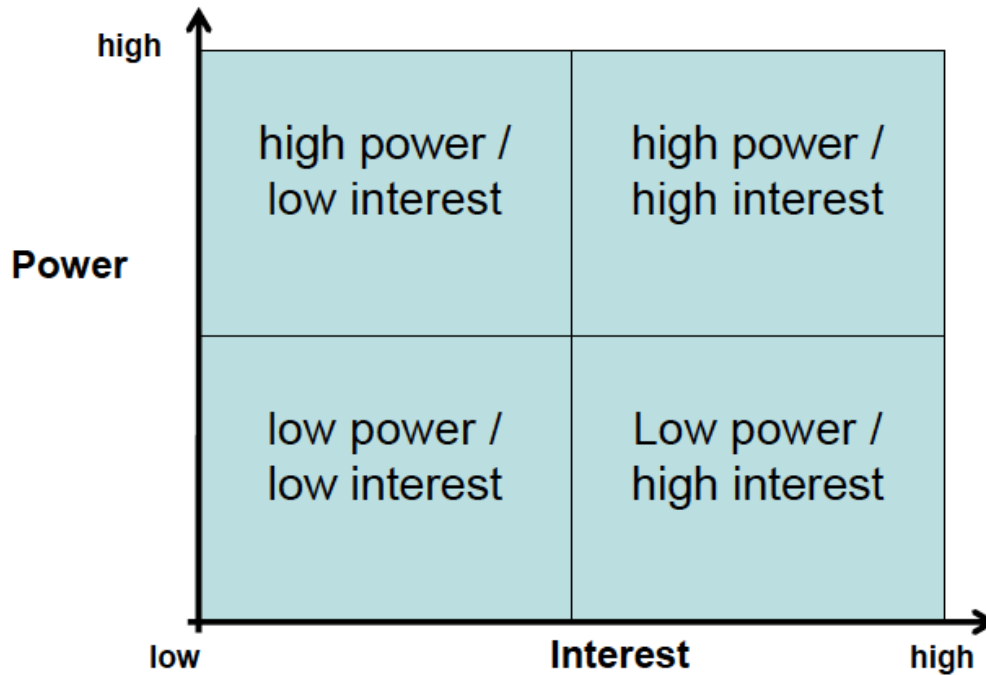 high
high power /
low interest
high power /
high interest
Power
low power /
low interest
Low power /
high interest
low
Interest
high